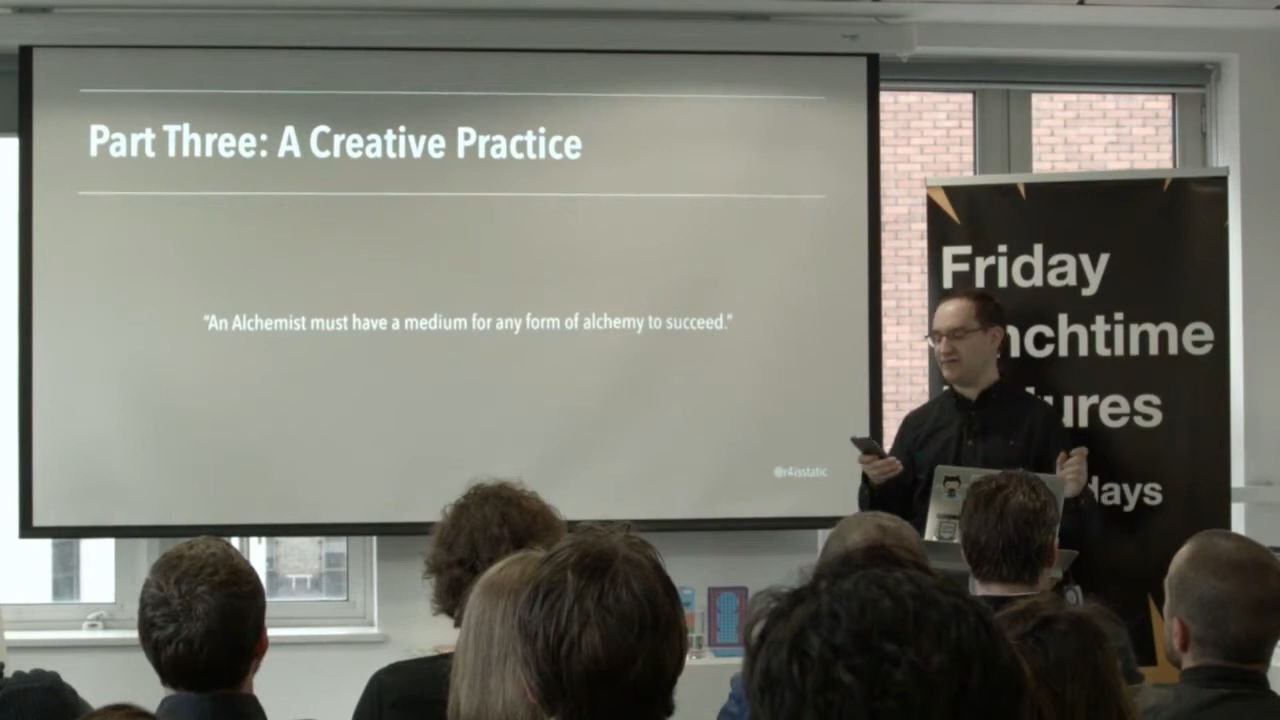 Part Three: A Creative Practice
“An Alchemist must have a medium for any form of alchemy to succeed.”
@r4isstatic
Friday
nchtime
ures
days